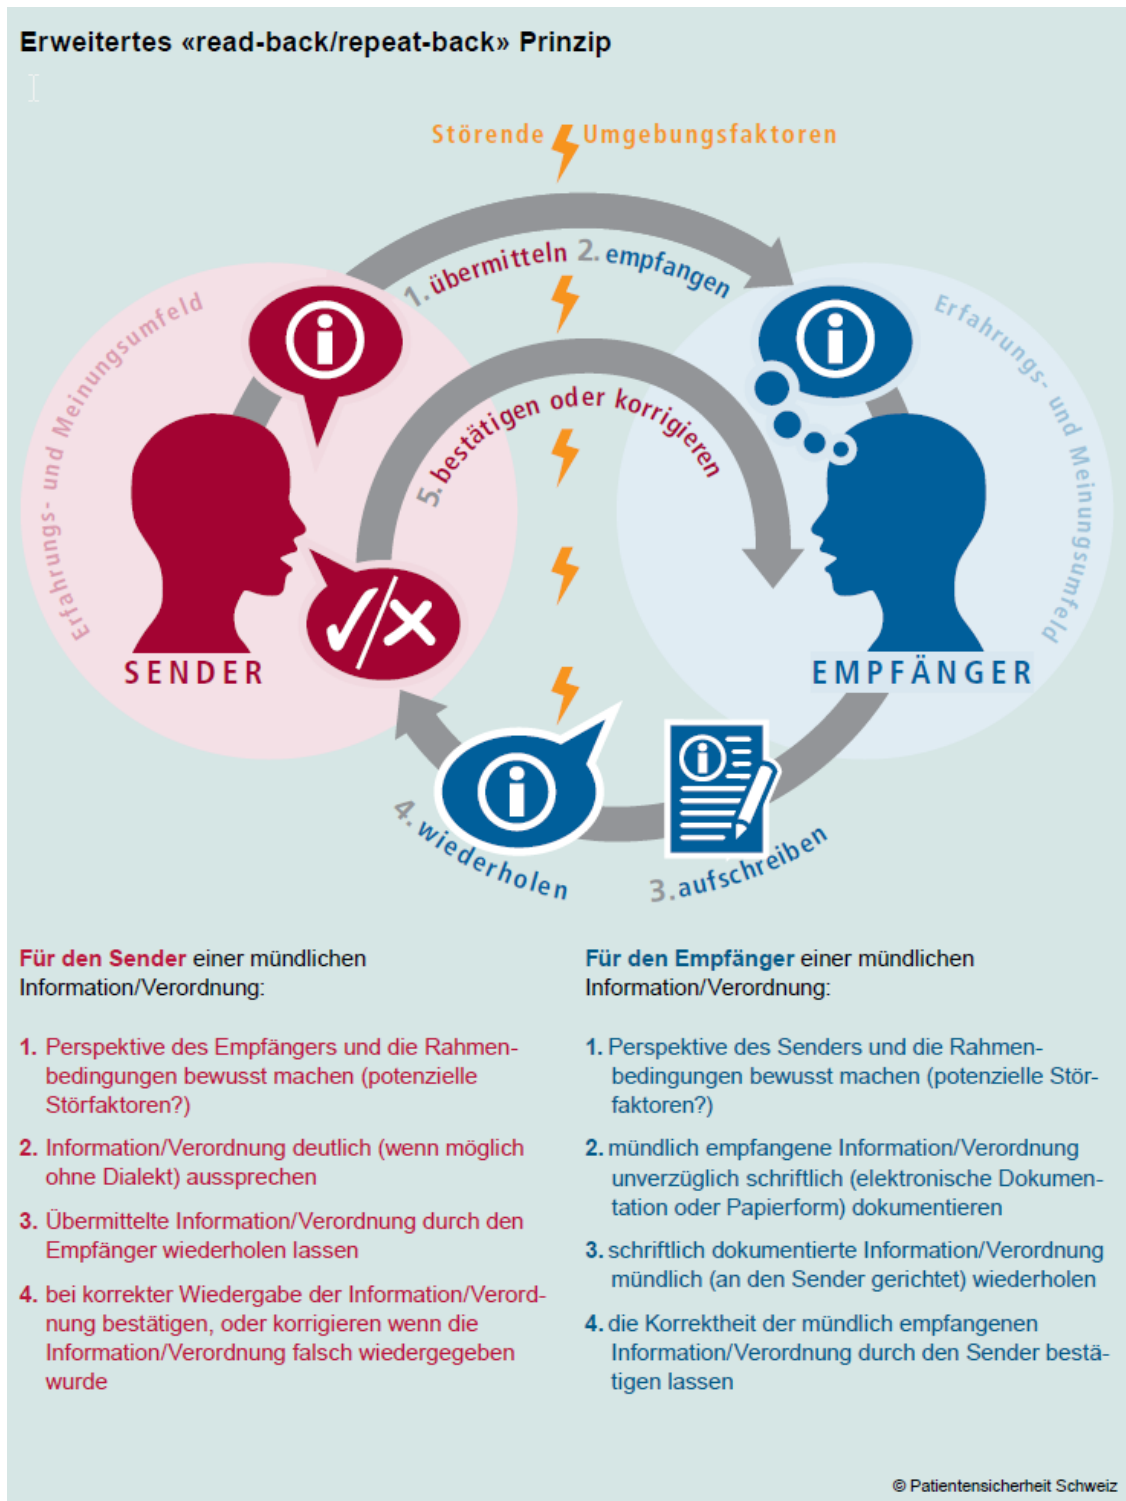 Erweitertes «read-back/repeat-back» Prinzip
Störende Umgebungsfaktoren
1. übermitteln 2. empfangen
Erfahrungs- und Meinungsumfeld
Erfahrungs- und Meinungsumfeld
5. bestätigen oder korrigieren
SENDER
EMPFÄNGER
4. wiederholen
3. aufschreiben
Für den Sender einer mündlichen
Information/Verordnung:
1. Perspektive des Empfängers und die Rahmen-
bedingungen bewusst machen (potenzielle
Störfaktoren?)
2. Information/Verordnung deutlich (wenn möglich
ohne Dialekt) aussprechen
3. Übermittelte Information/Verordnung durch den
Empfänger wiederholen lassen
4. bei korrekter Wiedergabe der Information/Verord-
nung bestätigen, oder korrigieren wenn die
Information/Verordnung falsch wiedergegeben
wurde
Für den Empfänger einer mündlichen
Information/Verordnung:
1. Perspektive des Senders und die Rahmen-
bedingungen bewusst machen (potenzielle Stör-
faktoren?)
2. mündlich empfangene Information/Verordnung
unverzüglich schriftlich (elektronische Dokumen-
tation oder Papierform) dokumentieren
3. schriftlich dokumentierte Information/Verordnung
mündlich (an den Sender gerichtet) wiederholen
4. die Korrektheit der mündlich empfangenen
Information/Verordnung durch den Sender bestä-
tigen lassen
© Patientensicherheit Schweiz